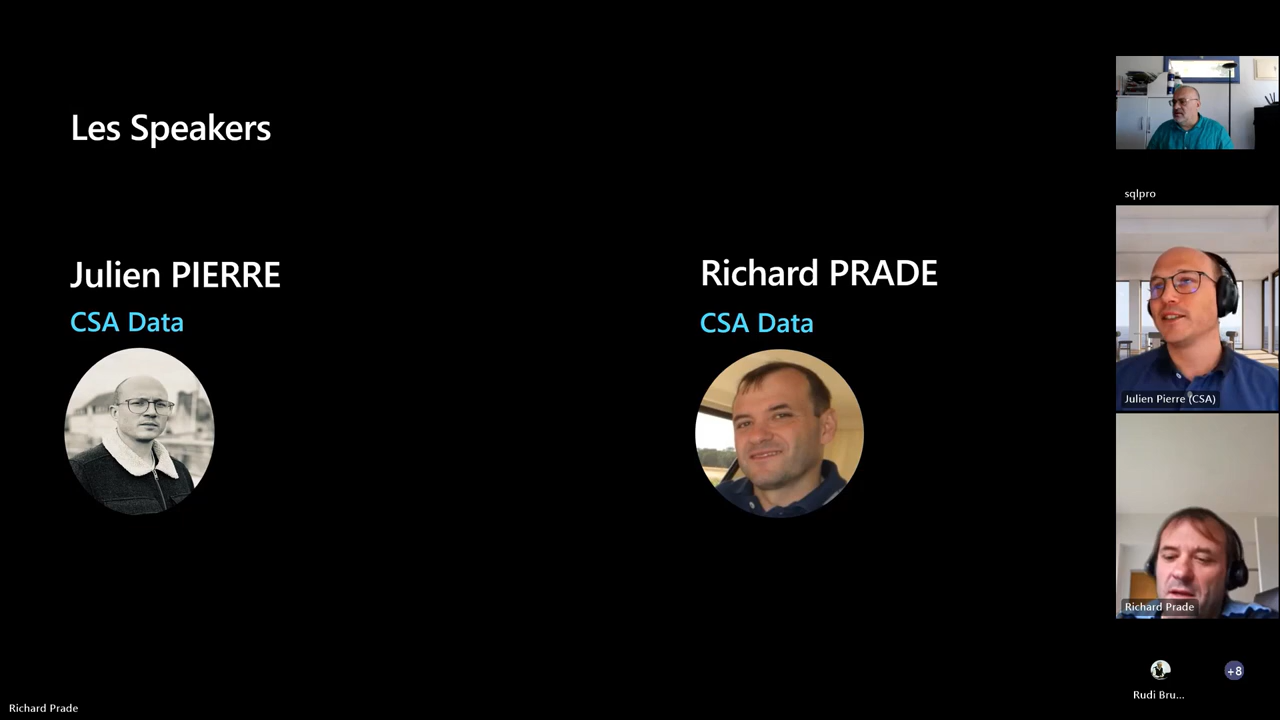 Les Speakers
Julien PIERRE
CSA Data
Richard PRADE
CSA Data
sqlpro
Julien Pierre (CSA)
Richard Prade
Rudi Bru...
+8
Richard Prade